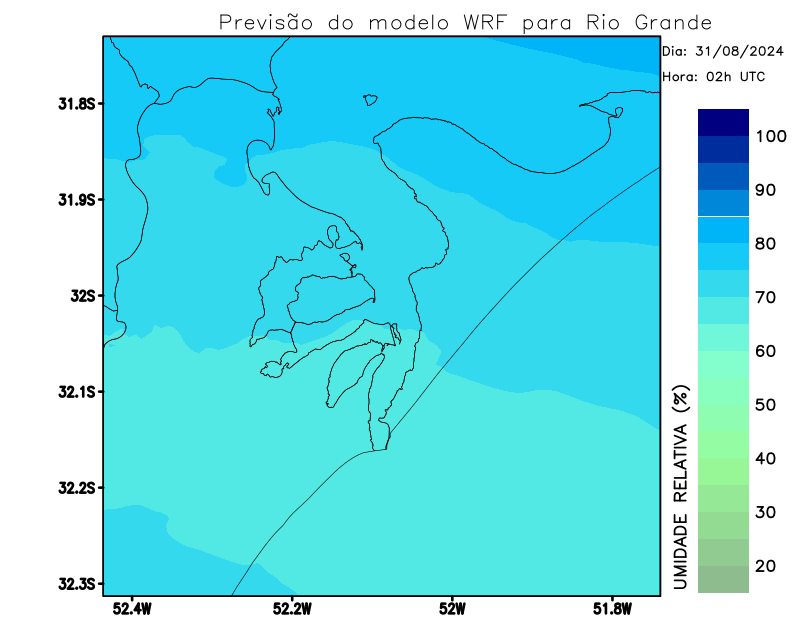 Previsão do modelo WRF para Rio Grande
Dia: 31/08/2024
Hora: 02h UTC
31.8S
31.9S
32S
32.1S
32.2S
32.3S
52.4W
52.2W
52W
51.8W
100
90
80
70
60
50
40
30
20
UMIDADE RELATIVA (%)